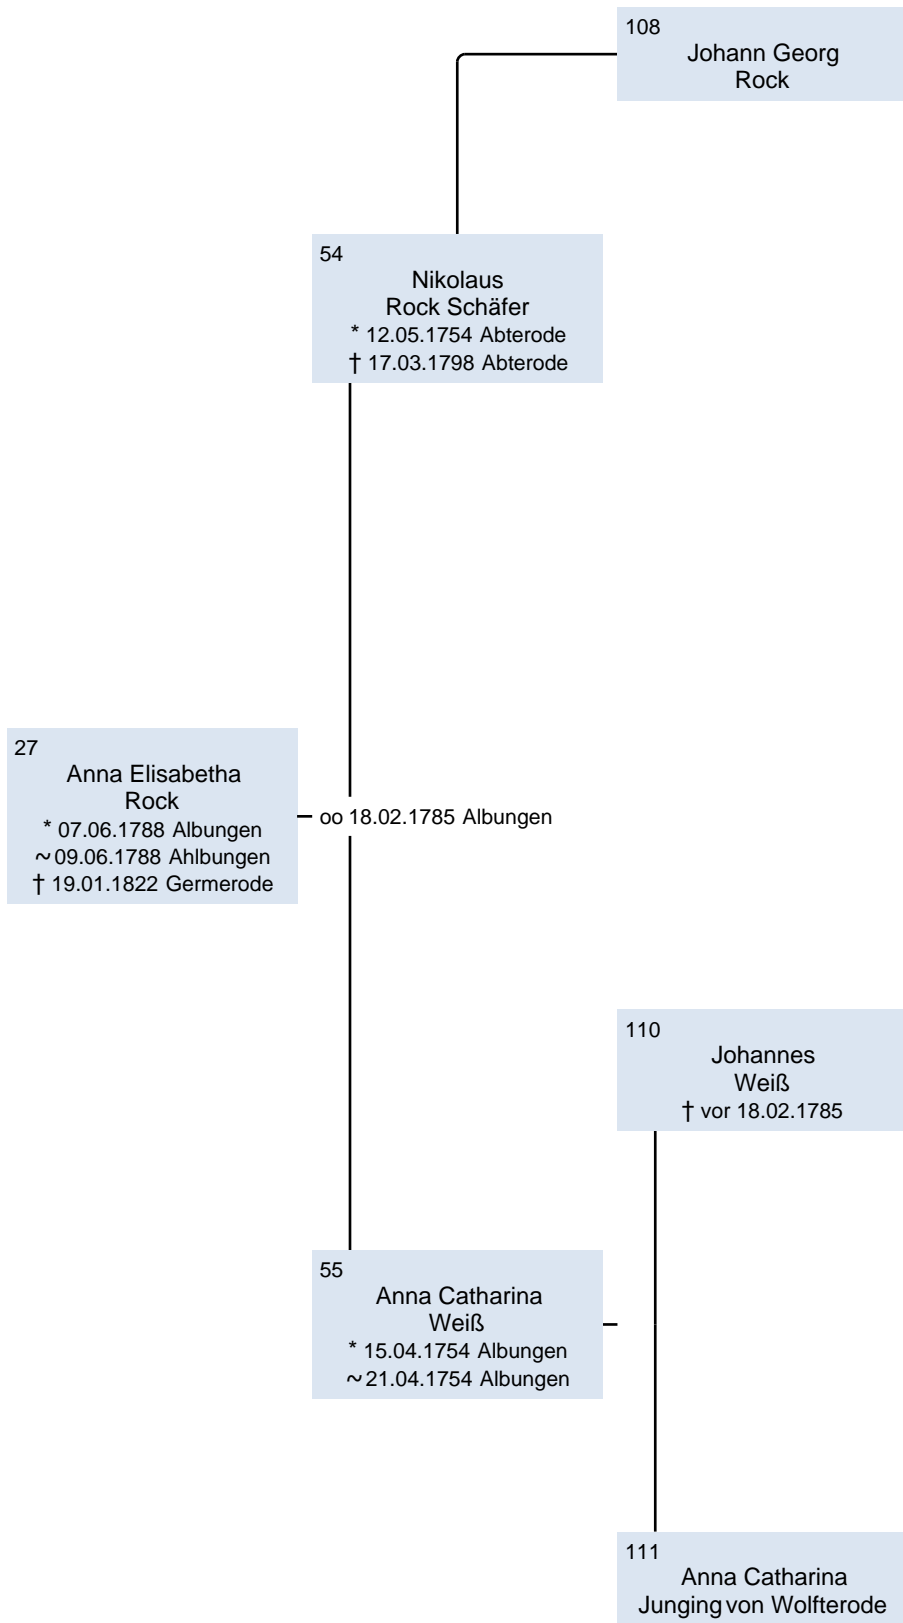 108
Johann Georg
Rock
54
Nikolaus
Rock Schäfer
* 12.05.1754 Abterode
† 17.03.1798 Abterode
27
Anna Elisabetha
Rock
* 07.06.1788 Albungen
~ 09.06.1788 Ahlbungen
† 19.01.1822 Germerode
oo 18.02.1785 Albungen
110
Johannes
Weiß
† vor 18.02.1785
55
Anna Catharina
Weiß
* 15.04.1754 Albungen
~ 21.04.1754 Albungen
111
Anna Catharina
Junging von Wolfterode